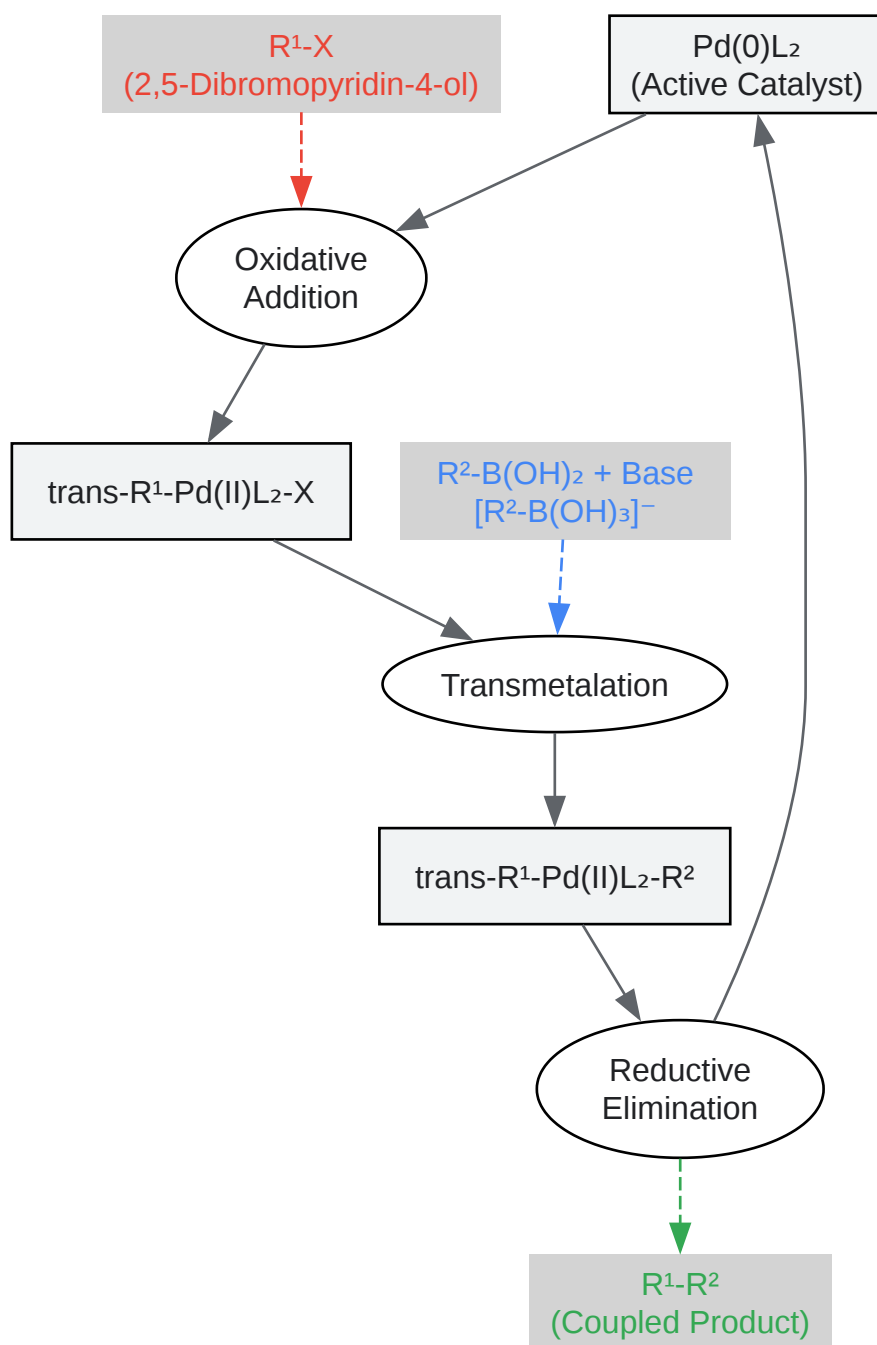 R¹-X
(2,5-Dibromopyridin-4-ol)
Pd(0)L₂
(Active Catalyst)
Oxidative
Addition
trans-R¹-Pd(II)L₂-X
R²-B(OH)₂ + Base
[R²-B(OH)₃]⁻
Transmetalation
trans-R¹-Pd(II)L₂-R²
Reductive
Elimination
R¹-R²
(Coupled Product)